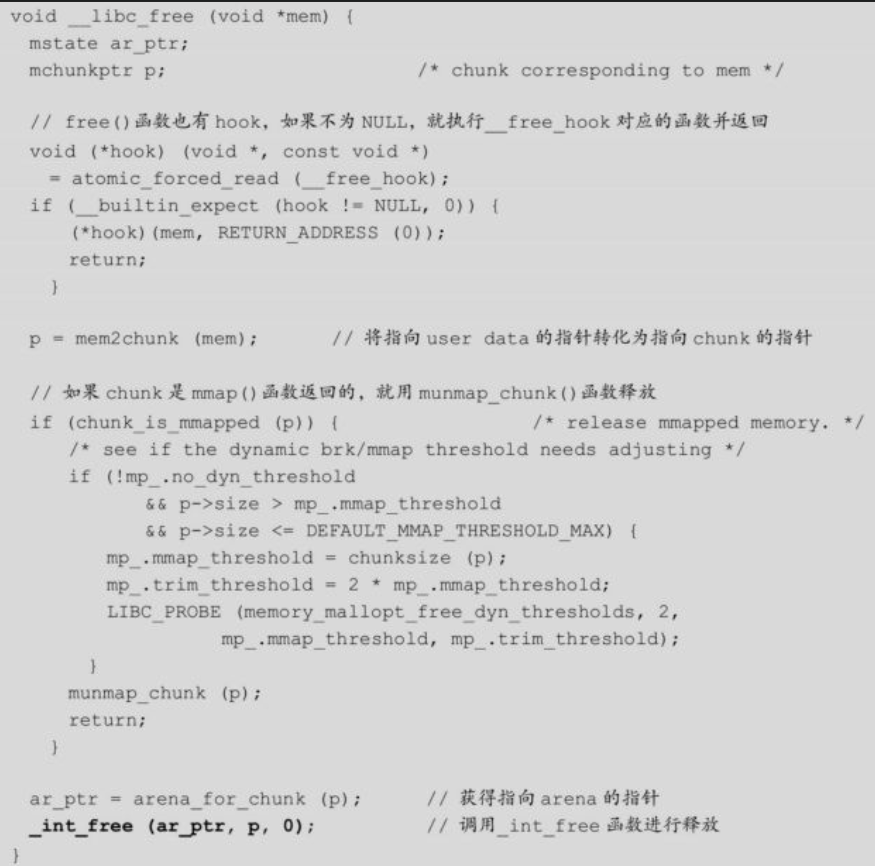 void __libc_free (void *mem) {
  mstate ar_ptr;
  mchunkptr p;                          /* chunk corresponding to mem */

  // free()函数也有 hook, 如果不为 NULL, 就执行__free_hook 对应的函数并返回
  void (*hook) (void *, const void *)
    = atomic_forced_read (__free_hook);
  if (__builtin_expect (hook != NULL, 0)) {
      (*hook)(mem, RETURN_ADDRESS (0));
      return;
    }

  p = mem2chunk (mem);        // 将指向 user data 的指针转化为指向 chunk 的指针

  // 如果 chunk 是 mmap()函数返回的, 就用 munmap_chunk()函数释放
  if (chunk_is_mmapped (p)) {                     /* release mmapped memory. */
      /* see if the dynamic brk/mmap threshold needs adjusting */
      if (!mp_.no_dyn_threshold
              && p->size > mp_.mmap_threshold
              && p->size <= DEFAULT_MMAP_THRESHOLD_MAX) {
          mp_.mmap_threshold = chunksize (p);
          mp_.trim_threshold = 2 * mp_.mmap_threshold;
          LIBC_PROBE (memory_mallopt_free_dyn_thresholds, 2,
                      mp_.mmap_threshold, mp_.trim_threshold);
        }
      munmap_chunk (p);
      return;
    }

  ar_ptr = arena_for_chunk (p);       // 获得指向 arena 的指针
  _int_free (ar_ptr, p, 0);           // 调用_int_free 函数进行释放
}